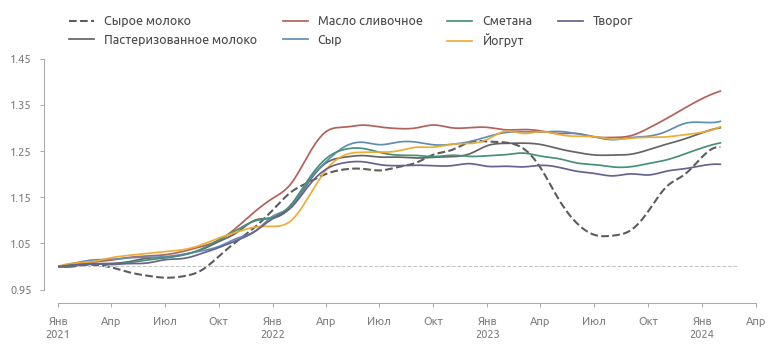 Сырое молоко
Масло сливочное
Сметана
Творог
Пастеризованное молоко
Сыр
Йогрут
1.45
1.35
1.25
1.15
1.05
0.95
Янв Апр Июл Окт Янв Апр Июл Окт Янв Апр Июл Окт Янв Апр
2021 2022 2023 2024